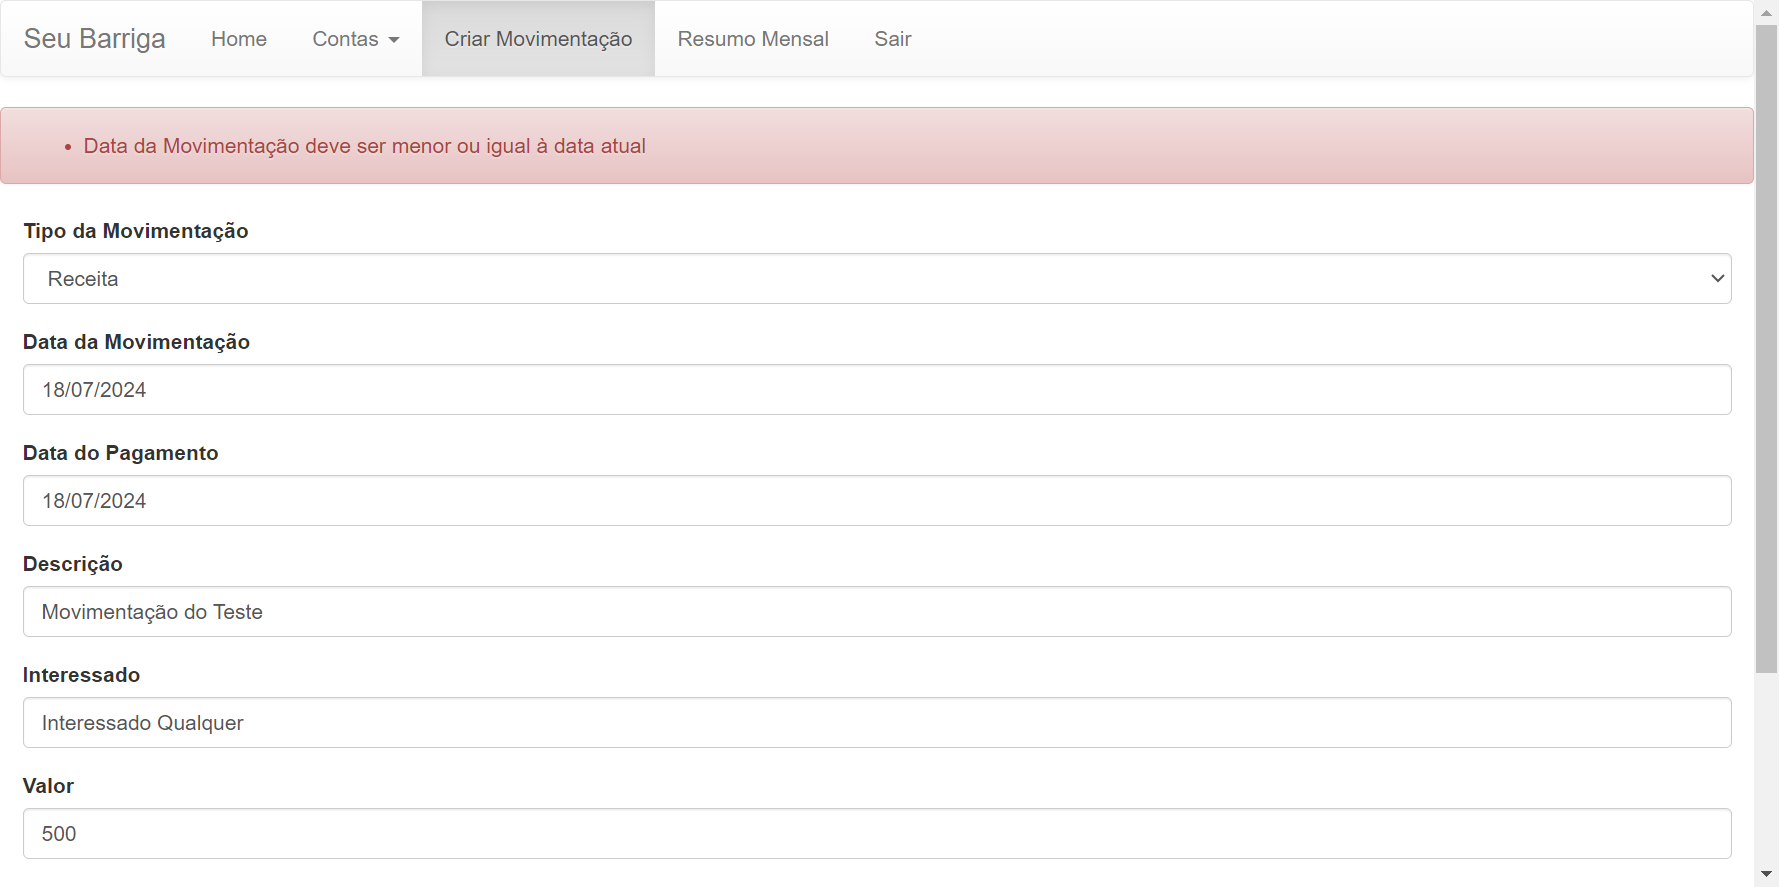 Seu Barriga Home Contas Criar Movimentação Resumo Mensal Sair
Data da Movimentação deve ser menor ou igual à data atual
Tipo da Movimentação
Receita
Data da Movimentação
18/07/2024
Data do Pagamento
18/07/2024
Descrição
Movimentação do Teste
Interessado
Interessado Qualquer
Valor
500